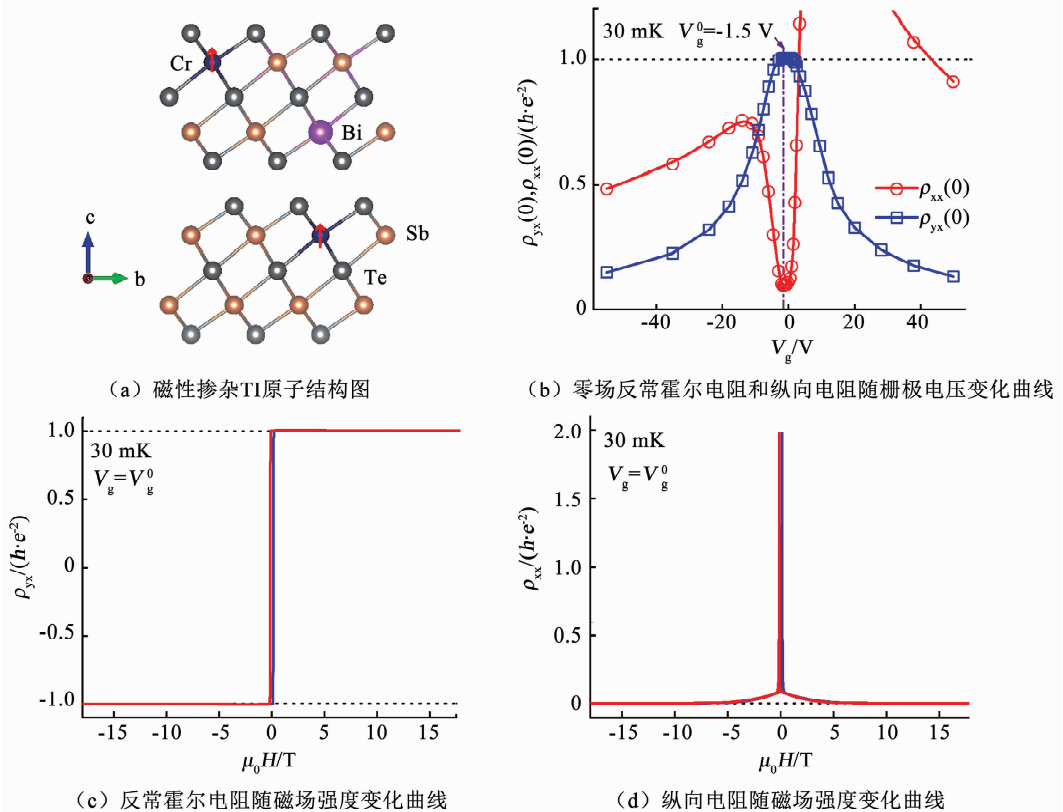 Cr
Bi
Sb
Te
c
b
(a) 磁性掺杂TI原子结构图
30 mK V_g^0=-1.5 V
1.0
0.5
0
ρ_yx(0),ρ_xx(0)/(h·e^-2)
ρ_xx(0)
ρ_yx(0)
-40 -20 0 20 40
V_g/V
(b) 零场反常霍尔电阻和纵向电阻随栅极电压变化曲线
1.0
0.5
0
-0.5
-1.0
30 mK
V_g=V_g^0
ρ_yx/(h·e^-2)
-15 -10 -5 0 5 10 15
μ_0H/T
(c) 反常霍尔电阻随磁场强度变化曲线
2.0
1.5
1.0
0.5
0
30 mK
V_g=V_g^0
ρ_xx/(h·e^-2)
-15 -10 -5 0 5 10 15
μ_0H/T
(d) 纵向电阻随磁场强度变化曲线